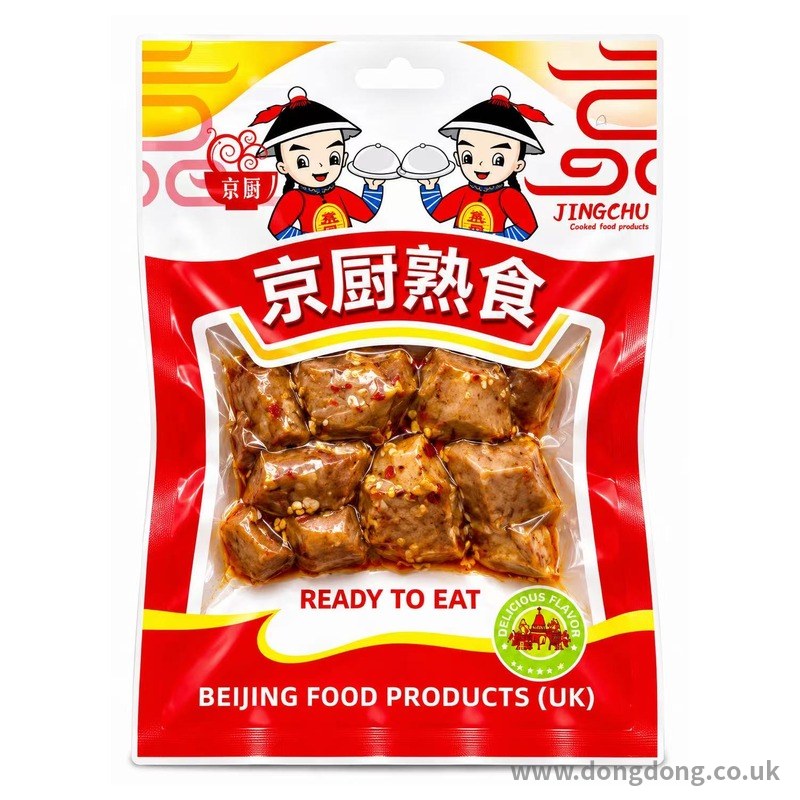 京厨
JINGCHU
Cooked food products
京厨熟食
READY TO EAT
DELICIOUS FLAVOR
BEIJING FOOD PRODUCTS (UK)
www.dongdong.co.uk